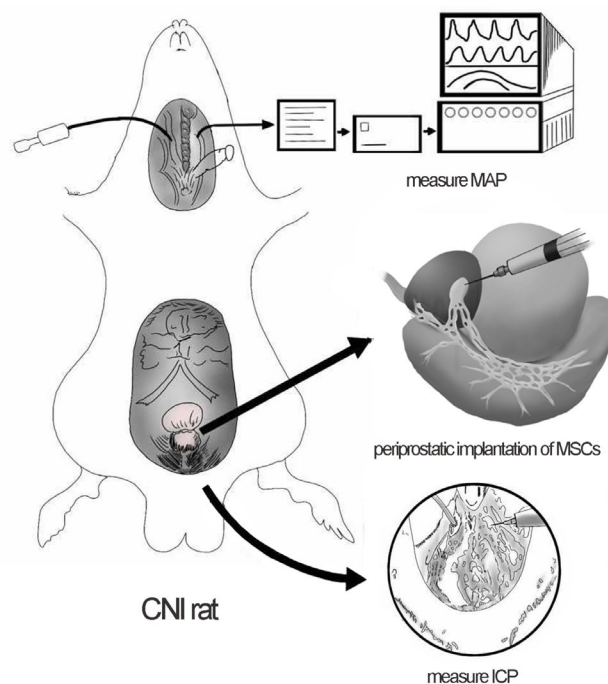 measure MAP
periprostatic implantation of MSCs
CNI rat
measure ICP